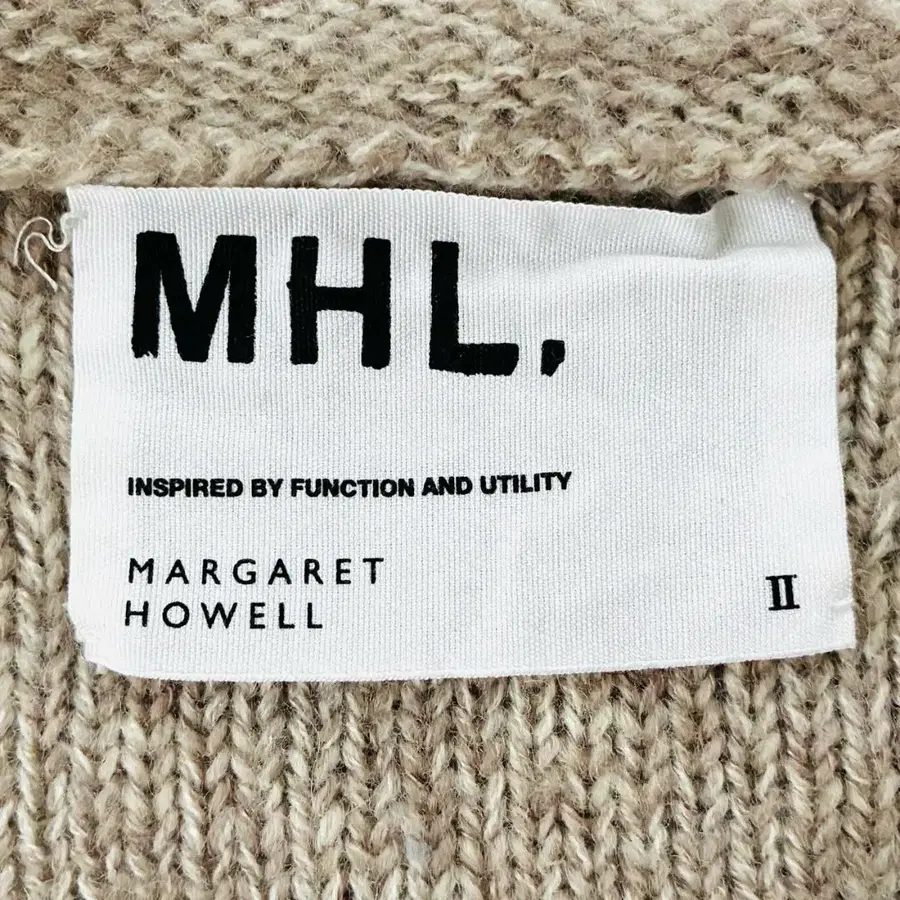 MHL.
INSPIRED BY FUNCTION AND UTILITY
MARGARET
HOWELL
II